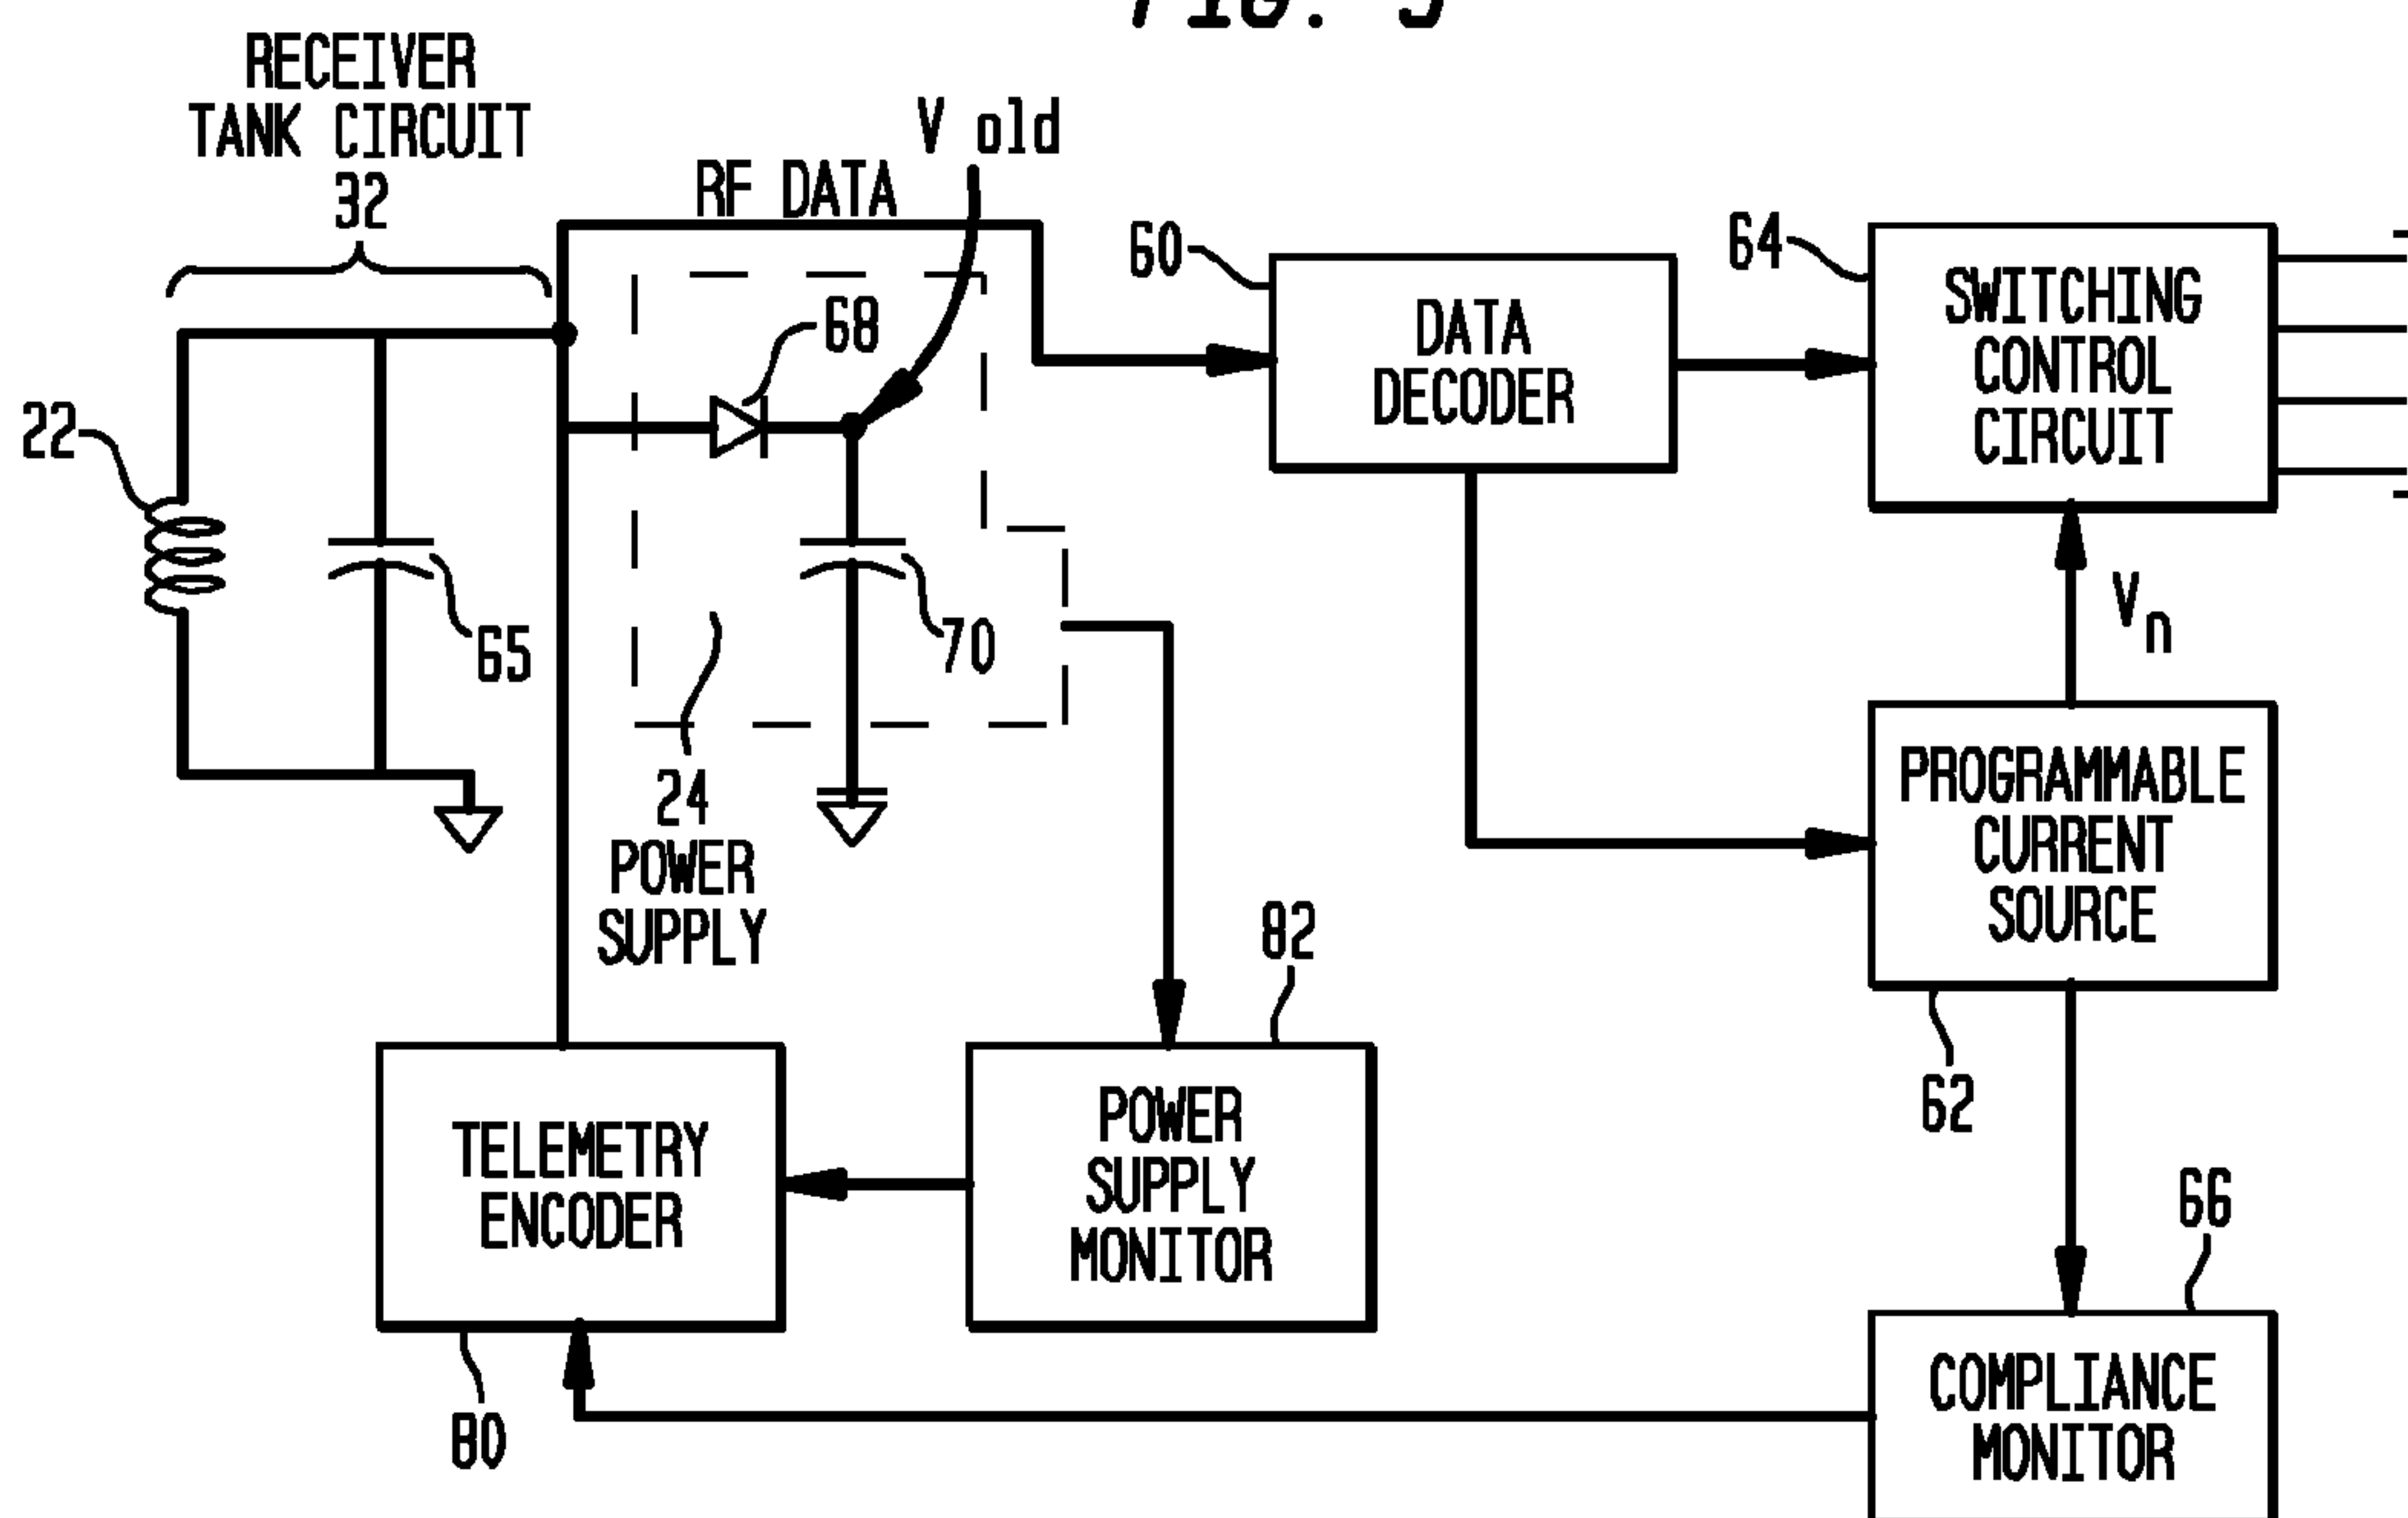 RECEIVER
TANK CIRCUIT
32
V old
RF DATA
60
64
68
DATA
DECODER
SWITCHING
CONTROL
CIRCUIT
22
65
70
Vn
24
POWER
SUPPLY
PROGRAMMABLE
CURRENT
SOURCE
82
62
TELEMETRY
ENCODER
POWER
SUPPLY
MONITOR
66
80
COMPLIANCE
MONITOR